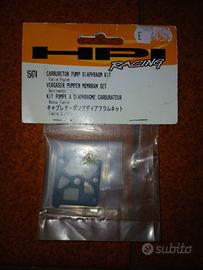 HPI
RACING
15474
CARBURETOR PUMP DIAPHRAGM KIT
VERGASER PUMPEN MEMBRAN SET
KIT POMPE A DIAPHRAGME CARBURATEUR
キャブレターポンプダイアフラムキット
subito